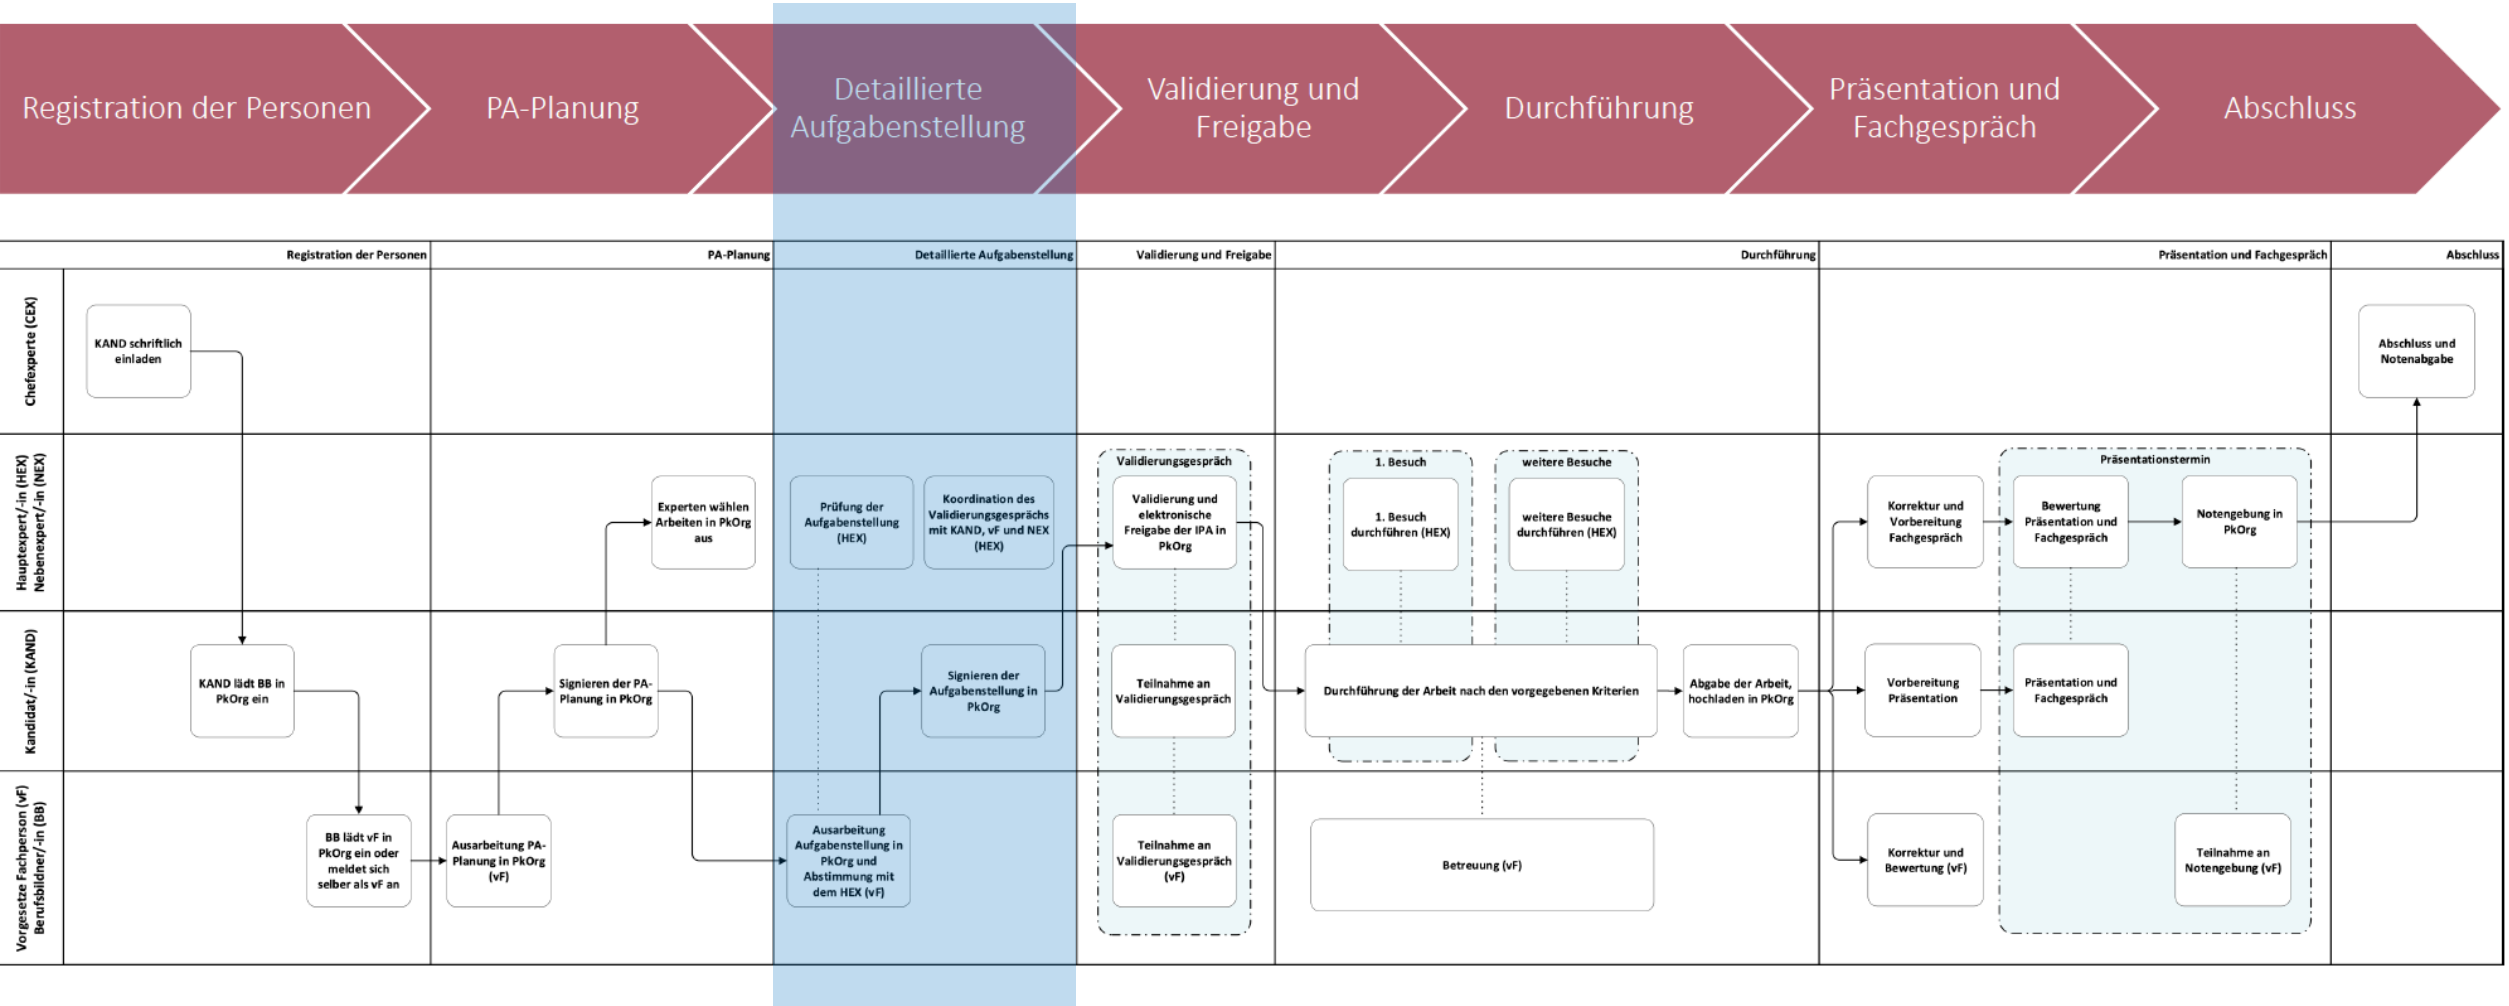 Registration der Personen
PA-Planung
Detaillierte
Aufgabenstellung
Validierung und
Freigabe
Durchführung
Präsentation und
Fachgespräch
Abschluss
Registration der Personen
PA-Planung
Detaillierte Aufgabenstellung
Validierung und Freigabe
Durchführung
Präsentation und Fachgespräch
Abschluss
Chefexperte (CEX)
KAND schriftlich
einladen
Abschluss und
Notenabgabe
Hauptexpert/-in (HEX)
Nebenexpert/-in (NEX)
Experten wählen
Arbeiten in PkOrg
aus
Prüfung der
Aufgabenstellung
(HEX)
Koordination des
Validierungsgesprächs
mit KAND, vF und NEX
(HEX)
Validierungsgespräch
Validierung und
elektronische
Freigabe der IPA in
PkOrg
1. Besuch
1. Besuch
durchführen (HEX)
weitere Besuche
weitere Besuche
durchführen (HEX)
Korrektur und
Vorbereitung
Fachgespräch
Präsentationstermin
Bewertung
Präsentation und
Fachgespräch
Notengebung in
PkOrg
Kandidat/-in (KAND)
KAND lädt BB in
PkOrg ein
Signieren der PA-
Planung in PkOrg
Signieren der
Aufgabenstellung in
PkOrg
Teilnahme an
Validierungsgespräch
Durchführung der Arbeit nach den vorgegebenen Kriterien
Abgabe der Arbeit,
hochladen in PkOrg
Vorbereitung
Präsentation
Präsentation und
Fachgespräch
Vorgesetze Fachperson (vF)
Berufsbildner/-in (BB)
BB lädt vF in
PkOrg ein oder
meldet sich
selber als vF an
Ausarbeitung PA-
Planung in PkOrg
(vF)
Ausarbeitung
Aufgabenstellung in
PkOrg und
Abstimmung mit
dem HEX (vF)
Teilnahme an
Validierungsgespräch
(vF)
Betreuung (vF)
Korrektur und
Bewertung (vF)
Teilnahme an
Notengebung (vF)